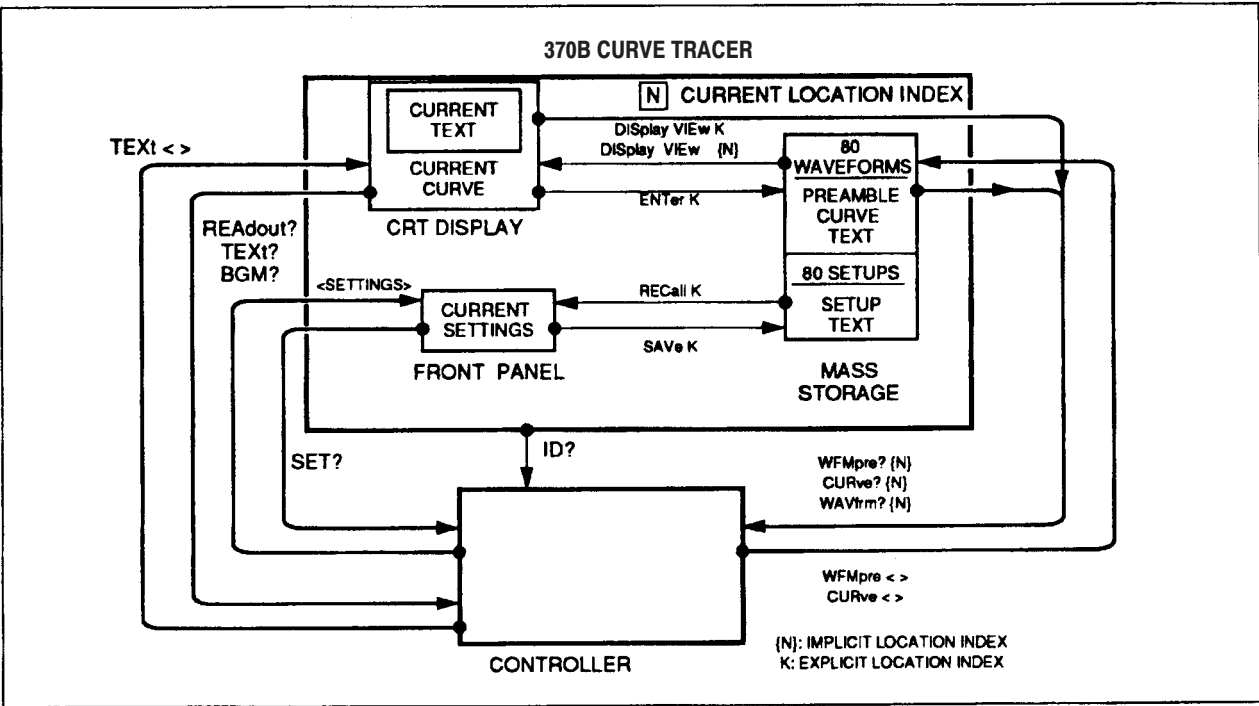 370B CURVE TRACER
N CURRENT LOCATION INDEX
CURRENT
TEXT
CURRENT
CURVE
CRT DISPLAY
DISplay VIEw K
DISplay VIEw {N}
ENTer K
80
WAVEFORMS
PREAMBLE
CURVE
TEXT
80 SETUPS
SETUP
TEXT
MASS
STORAGE
TEXt < >
REAdout?
TEXt?
BGM?
<SETTINGS>
CURRENT
SETTINGS
FRONT PANEL
RECall K
SAVe K
SET?
ID?
WFMpre? {N}
CURve? {N}
WAVfrm? {N}
WFMpre < >
CURve < >
CONTROLLER
{N}: IMPLICIT LOCATION INDEX
K: EXPLICIT LOCATION INDEX